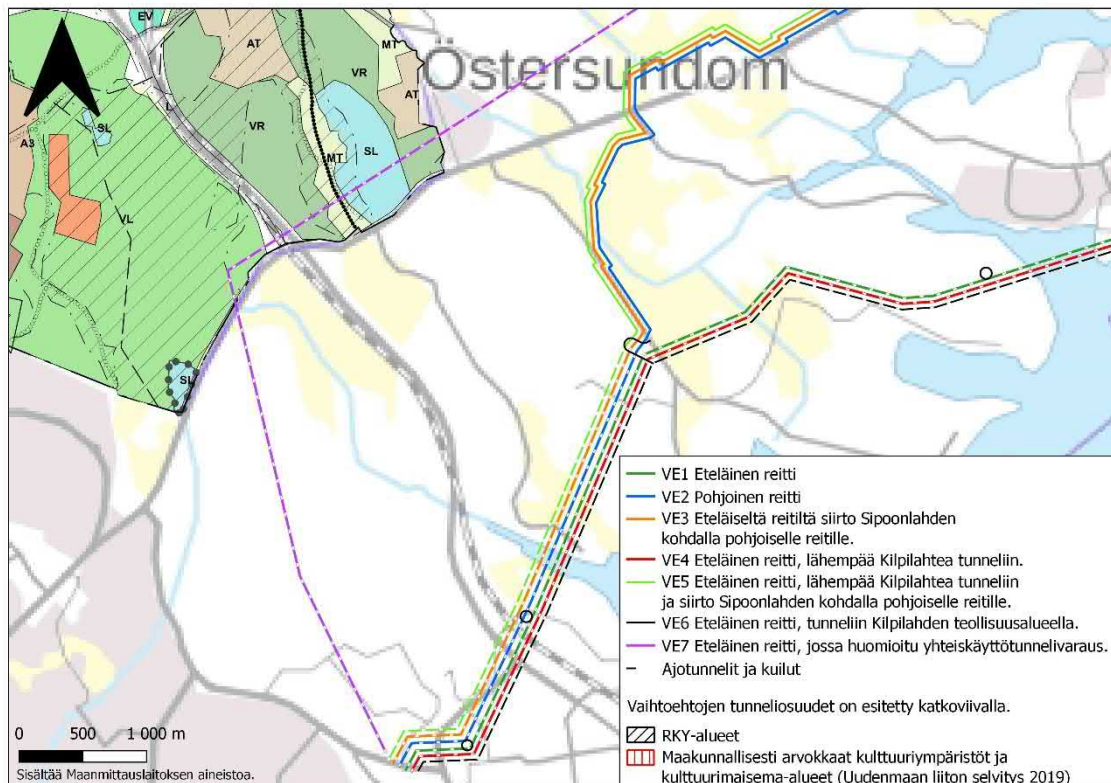 EV
AT
MT
VR
AT
Östersundom
L
SL
VR
A3
MT
SL
VL
SL
VE1 Eteläinen reitti
VE2 Pohjoinen reitti
VE3 Eteläiseltä reitiltä siirto Sipoonlahden
kohdalla pohjoiselle reitille.
VE4 Eteläinen reitti, lähempää Kilpilahtea tunneliin.
VE5 Eteläinen reitti, lähempää Kilpilahtea tunneliin
ja siirto Sipoonlahden kohdalla pohjoiselle reitille.
VE6 Eteläinen reitti, tunneliin Kilpilahden teollisuusalueella.
VE7 Eteläinen reitti, jossa huomioitu yhteiskäyttötunnelivaraus.
Ajotunnelit ja kuilut
Vaihtoehtojen tunneliosuudet on esitetty katkoviivalla.
RKY-alueet
Maakunnallisesti arvokkaat kulttuuriympäristöt ja
kulttuurimaisema-alueet (Uudenmaan liiton selvitys 2019)
0 500 1 000 m
Sisältää Maanmittauslaitoksen aineistoa.